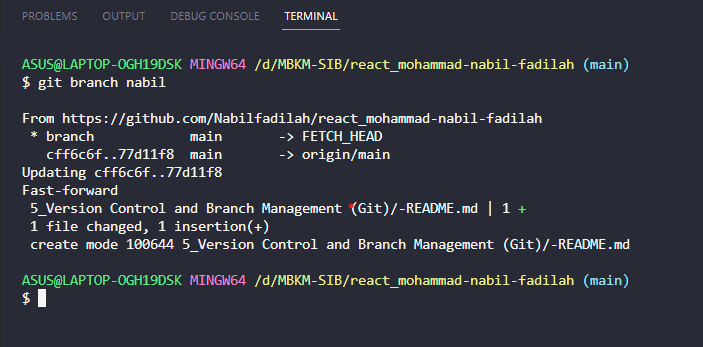 PROBLEMS OUTPUT DEBUG CONSOLE TERMINAL
ASUS@LAPTOP-OGH19DSK MINGW64 /d/MBKM-SIB/react_mohammad-nabil-fadilah (main)
$ git branch nabil
From https://github.com/Nabilfadilah/react_mohammad-nabil-fadilah
* branch main -> FETCH_HEAD
cff6c6f..77d11f8 main -> origin/main
Updating cff6c6f..77d11f8
Fast-forward
5_Version Control and Branch Management (Git)/-README.md | 1 +
1 file changed, 1 insertion(+)
create mode 100644 5_Version Control and Branch Management (Git)/-README.md
ASUS@LAPTOP-OGH19DSK MINGW64 /d/MBKM-SIB/react_mohammad-nabil-fadilah (main)
$